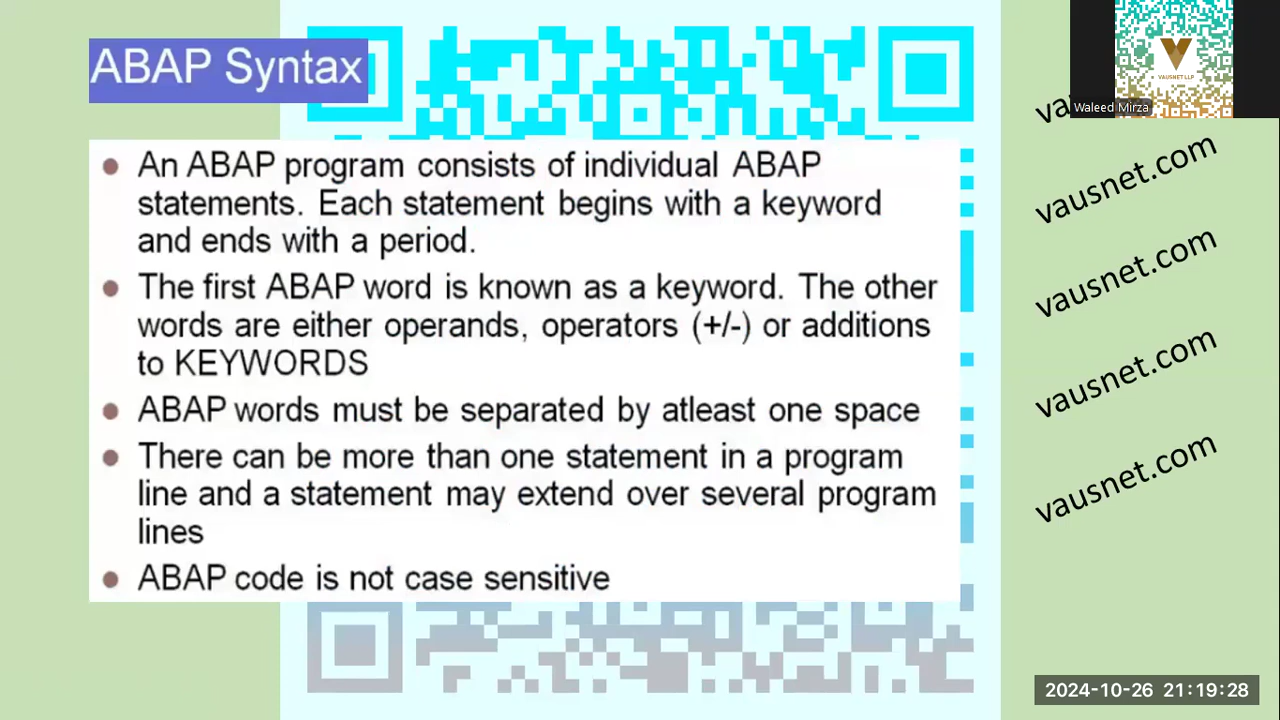 ABAP Syntax
An ABAP program consists of individual ABAP
statements. Each statement begins with a keyword
and ends with a period.
The first ABAP word is known as a keyword. The other
words are either operands, operators (+/-) or additions
to KEYWORDS
ABAP words must be separated by atleast one space
There can be more than one statement in a program
line and a statement may extend over several program
lines
ABAP code is not case sensitive
VAUSNET LLP
Waleed Mirza
va
vausnet.com
vausnet.com
vausnet.com
vausnet.com
2024-10-26 21:19:28